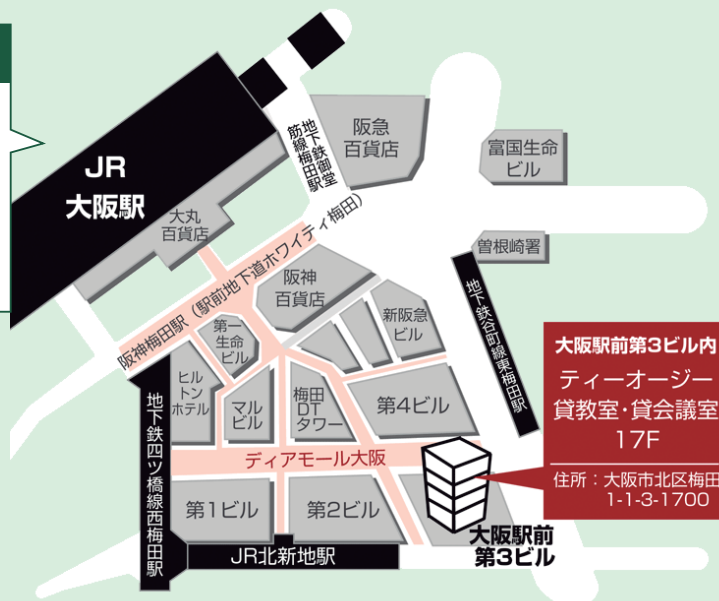 JR
大阪駅
大丸
百貨店
地下鉄御堂
筋線梅田駅
阪急
百貨店
富国生命
ビル
曽根崎署
阪神梅田駅（駅前地下道ホワイティ梅田）
阪神
百貨店
新阪急
ビル
地下鉄谷町線東梅田駅
第一
生命
ビル
ヒル
トン
ホテル
マル
ビル
梅田
DT
タワー
第4ビル
地下鉄四ツ橋線西梅田駅
ディアモール大阪
第1ビル
第2ビル
JR北新地駅
大阪駅前
第3ビル
大阪駅前第3ビル内
ティーオージー
貸教室・貸会議室
17F
住所：大阪市北区梅田
1-1-3-1700